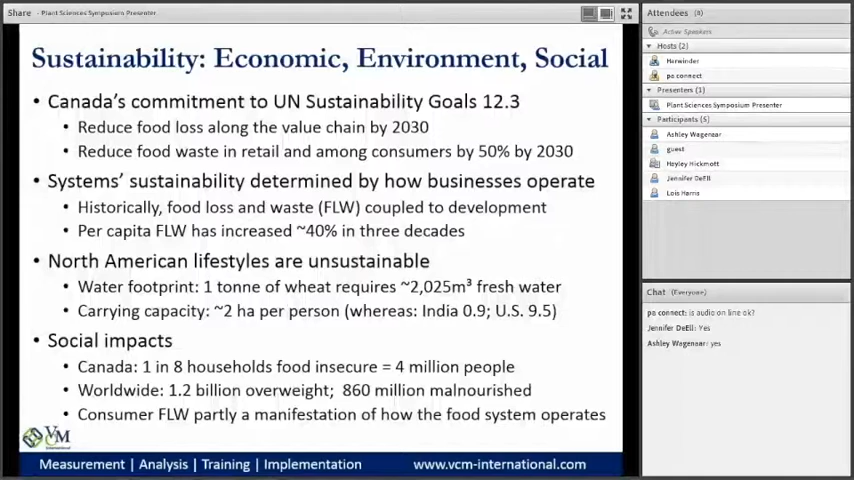 Share - Plant Sciences Symposium Presenter
Sustainability: Economic, Environment, Social
• Canada's commitment to UN Sustainability Goals 12.3
• Reduce food loss along the value chain by 2030
• Reduce food waste in retail and among consumers by 50% by 2030
• Systems' sustainability determined by how businesses operate
• Historically, food loss and waste (FLW) coupled to development
• Per capita FLW has increased ~40% in three decades
• North American lifestyles are unsustainable
• Water footprint: 1 tonne of wheat requires ~2,025m³ fresh water
• Carrying capacity: ~2 ha per person (whereas: India 0.9; U.S. 9.5)
• Social impacts
• Canada: 1 in 8 households food insecure = 4 million people
• Worldwide: 1.2 billion overweight; 860 million malnourished
• Consumer FLW partly a manifestation of how the food system operates
VCM
International
Measurement | Analysis | Training | Implementation
www.vcm-international.com
Attendees (8)
Active Speakers
Hosts (2)
Harwinder
pa connect
Presenters (1)
Plant Sciences Symposium Presenter
Participants (5)
Ashley Wagenaar
guest
Hayley Hickmott
Jennifer DeEll
Lois Harris
Chat (Everyone)
pa connect: is audio on line ok?
Jennifer DeEll: Yes
Ashley Wagenaar: yes